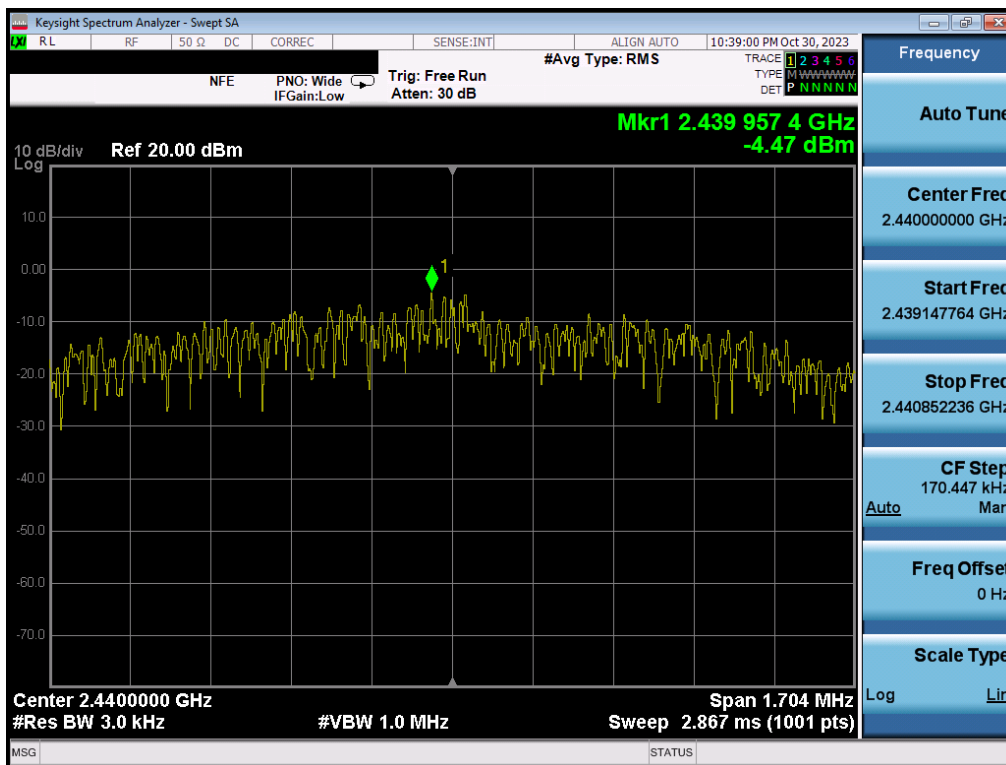 Keysight Spectrum Analyzer - Swept SA
LXI RL RF 50 Ω DC CORREC SENSE:INT ALIGN AUTO 10:39:00 PM Oct 30, 2023
NFE PNO: Wide Trig: Free Run #Avg Type: RMS TRACE 1 2 3 4 5 6
IFGain:Low Atten: 30 dB TYPE M WWWWW
DET P N N N N N
Mkr1 2.439 957 4 GHz
-4.47 dBm
10 dB/div Ref 20.00 dBm
Log
10.0
0.00
-10.0
-20.0
-30.0
-40.0
-50.0
-60.0
-70.0
1
Center 2.4400000 GHz Span 1.704 MHz
#Res BW 3.0 kHz #VBW 1.0 MHz Sweep 2.867 ms (1001 pts)
MSG STATUS
Frequency
Auto Tune
Center Freq
2.440000000 GHz
Start Freq
2.439147764 GHz
Stop Freq
2.440852236 GHz
CF Step
170.447 kHz
Auto Man
Freq Offset
0 Hz
Scale Type
Log Lin